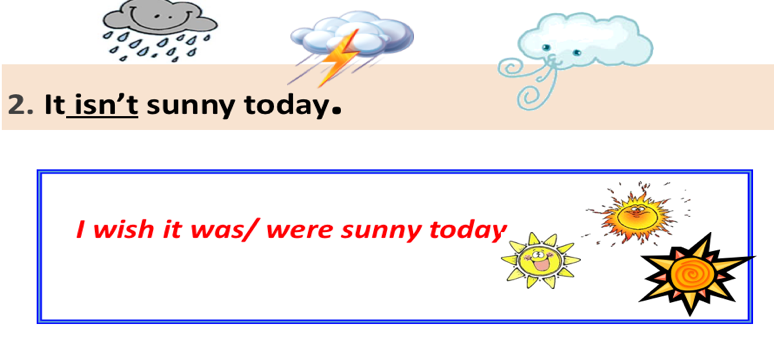 2. It isn’t sunny today.
I wish it was/ were sunny today